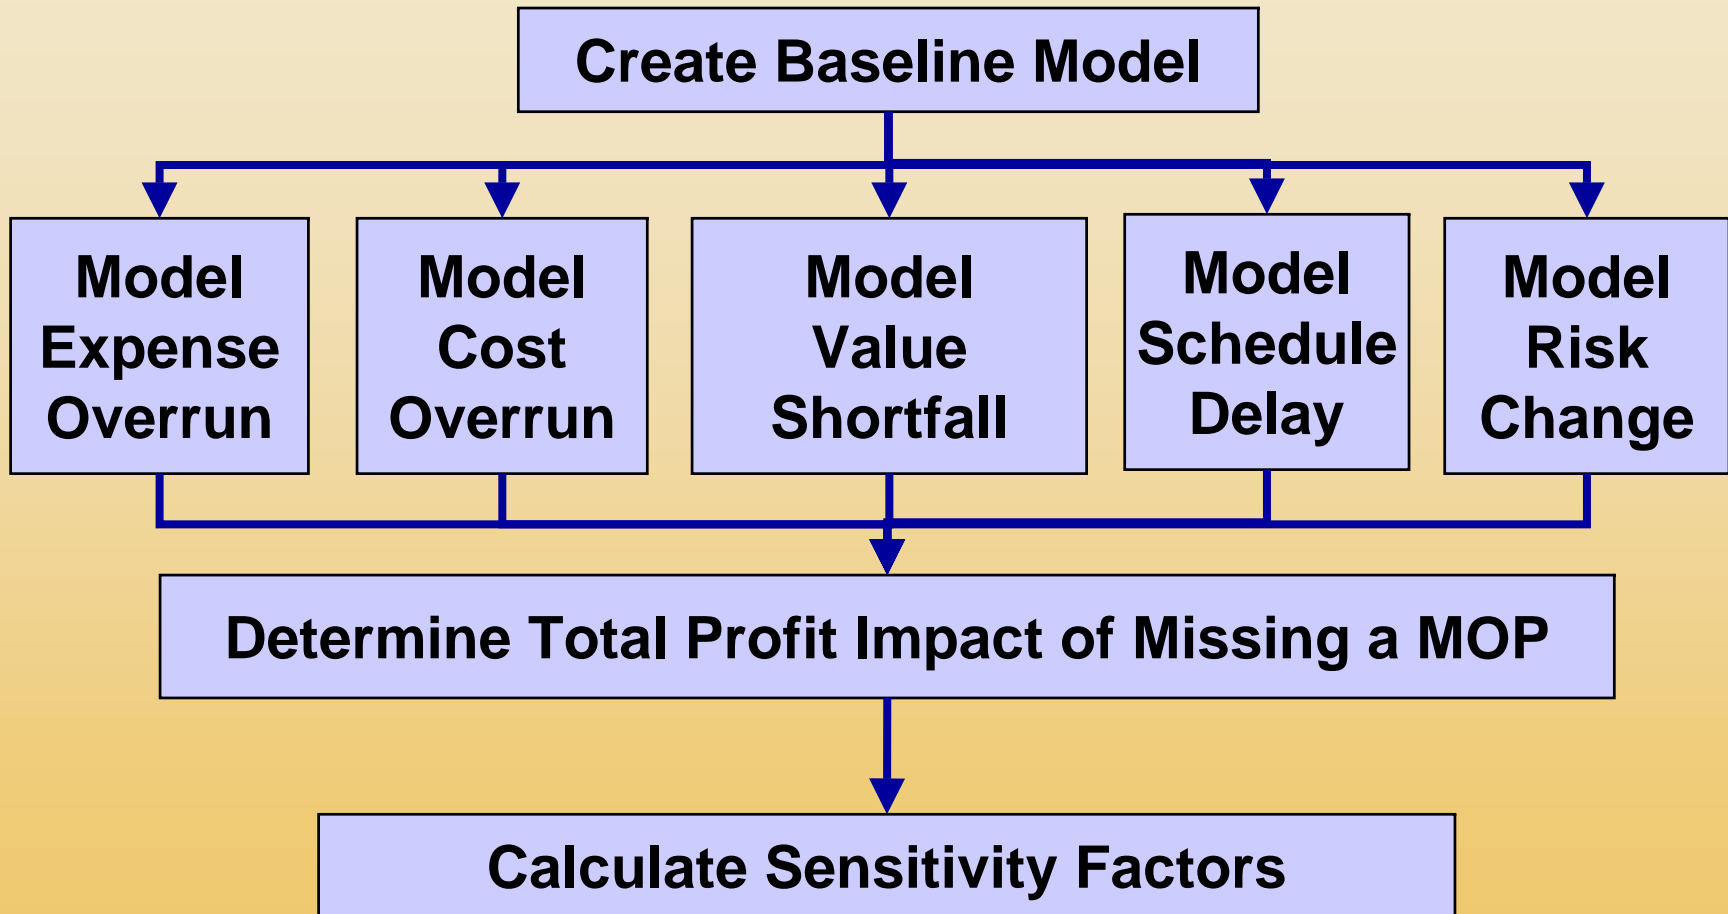 Create Baseline Model
Model
Expense
Overrun
Model
Cost
Overrun
Model
Value
Shortfall
Model
Schedule
Delay
Model
Risk
Change
Determine Total Profit Impact of Missing a MOP
Calculate Sensitivity Factors